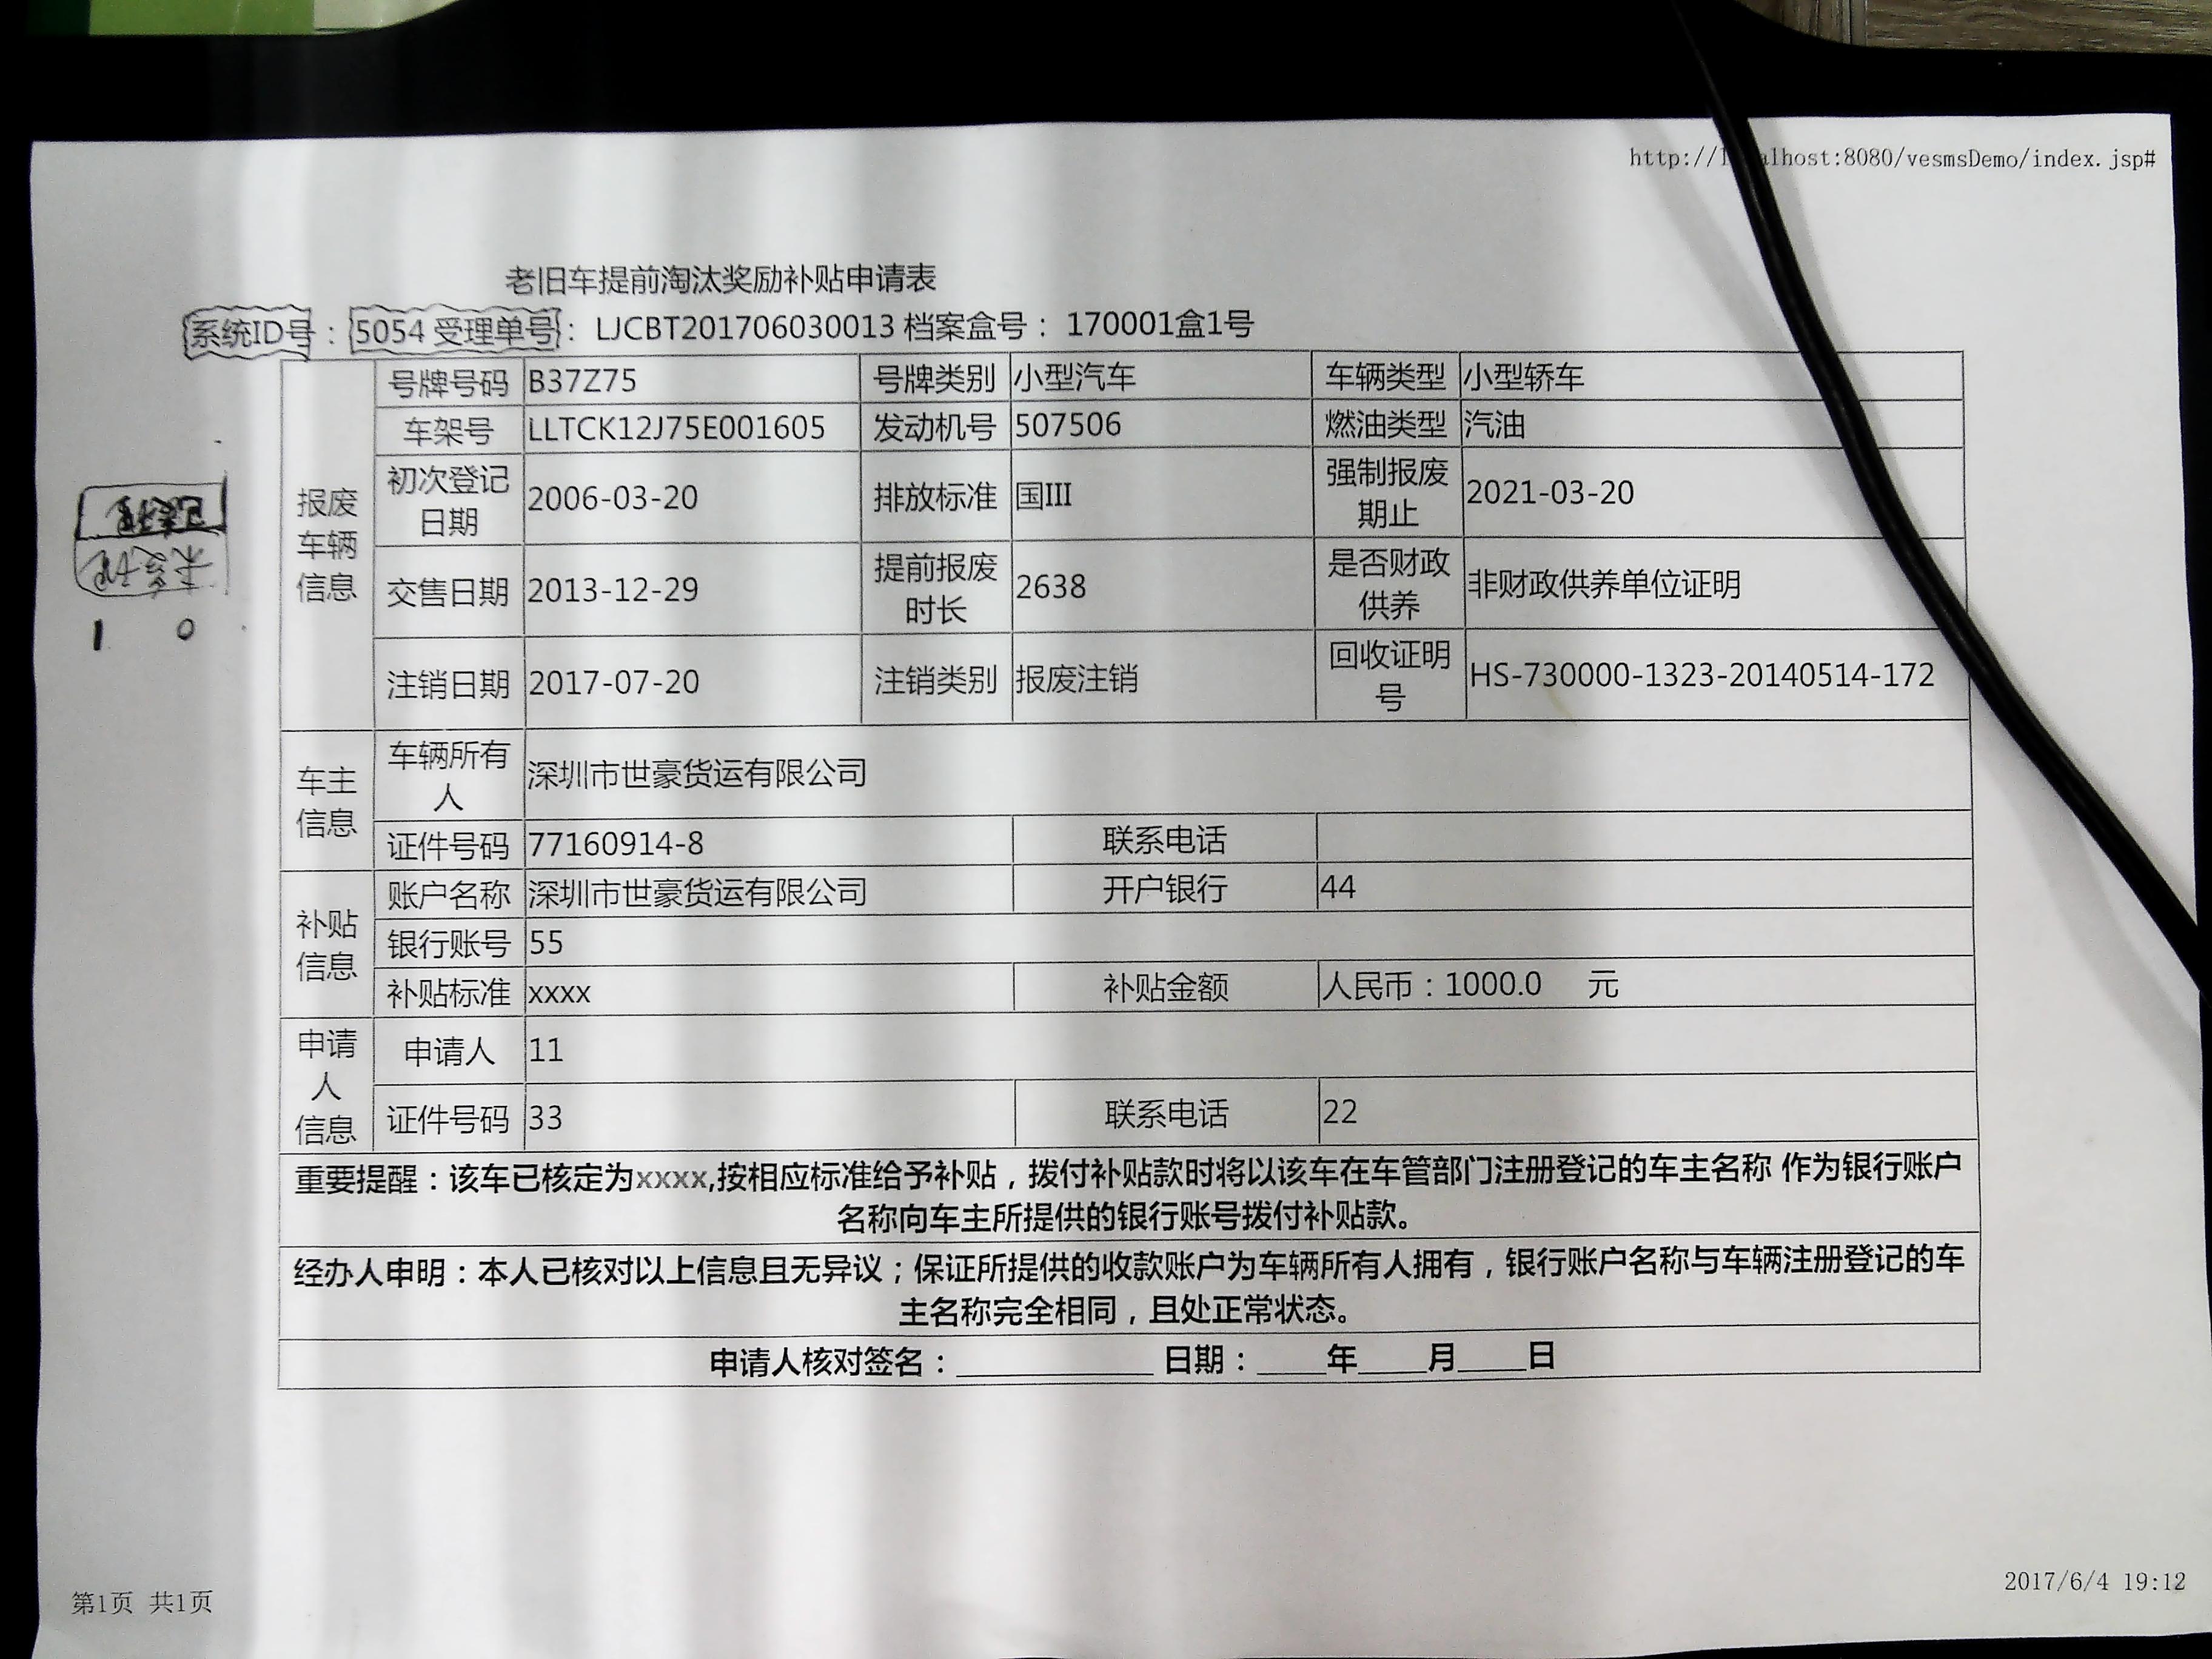 http://l alhost:8080/vesmsDemo/index.jsp#
老旧车提前淘汰奖励补贴申请表
系统ID号：5054 受理单号：LJCBT201706030013 档案盒号：170001盒1号
报废车辆信息
号牌号码 B37Z75 号牌类别 小型汽车 车辆类型 小型轿车
车架号 LLTCK12J75E001605 发动机号 507506 燃油类型 汽油
初次登记日期 2006-03-20 排放标准 国III 强制报废期止 2021-03-20
交售日期 2013-12-29 提前报废时长 2638 是否财政供养 非财政供养单位证明
注销日期 2017-07-20 注销类别 报废注销 回收证明号 HS-730000-1323-20140514-172
车主信息
车辆所有人 深圳市世豪货运有限公司
证件号码 77160914-8 联系电话
补贴信息
账户名称 深圳市世豪货运有限公司 开户银行 44
银行账号 55
补贴标准 xxxx 补贴金额 人民币：1000.0 元
申请人信息
申请人 11
证件号码 33 联系电话 22
重要提醒：该车已核定为xxxx,按相应标准给予补贴，拨付补贴款时将以该车在车管部门注册登记的车主名称 作为银行账户
名称向车主所提供的银行账号拨付补贴款。
经办人申明：本人已核对以上信息且无异议；保证所提供的收款账户为车辆所有人拥有，银行账户名称与车辆注册登记的车
主名称完全相同，且处正常状态。
申请人核对签名：____________ 日期：____年____月____日
1 0
第1页 共1页
2017/6/4 19:12